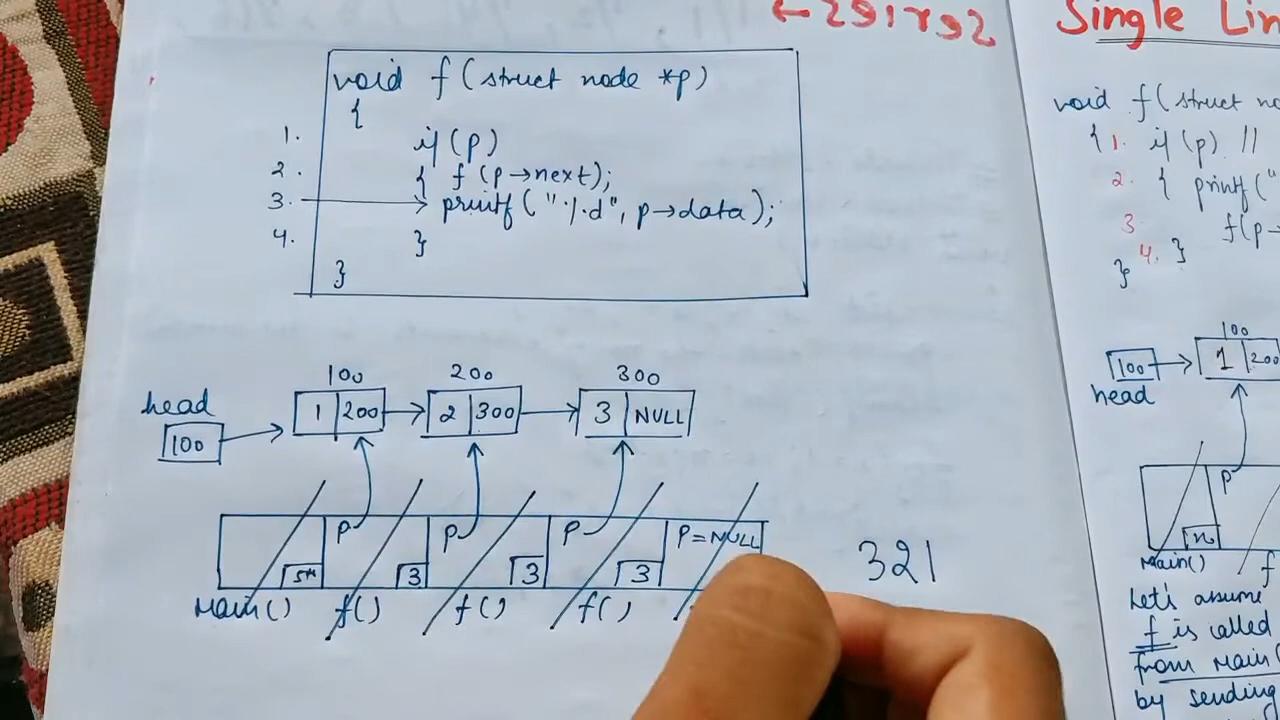 void f (struct node *p)
{
1. if (p)
2. { f (p→next);
3. printf ("%d", p→data);
4. }
}
head
100
100
1 200
200
2 300
300
3 NULL
P P P P = NULL
5th 3 3 3
Main() f() f() f()
321
Single Lin
void f (struct no
{ 1. if (p) //
2. { printf ("
3 f(p→
4. }
}
100
100 1 200
head
P
n
Main() f
Let's assume
f is called
from Main(
by sending